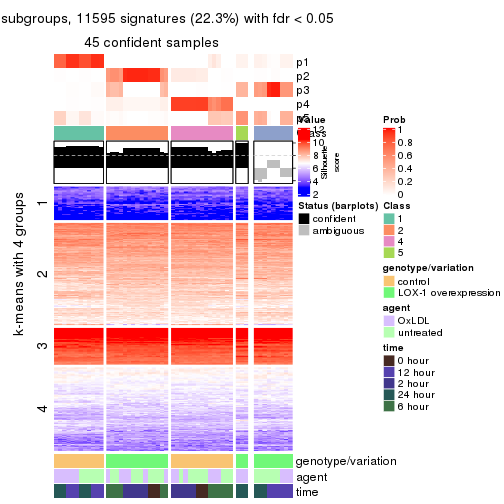 subgroups, 11595 signatures (22.3%) with fdr < 0.05
45 confident samples
p1
p2
p3
p4
p5
Value
12
10
8
6
4
2
Silhouette
score
Class
Prob
1
0.8
0.6
0.4
0.2
0
Status (barplots)
confident
ambiguous
Class
1
2
4
5
genotype/variation
control
LOX-1 overexpression
agent
OxLDL
untreated
time
0 hour
12 hour
2 hour
24 hour
6 hour
k-means with 4 groups
1
2
3
4
genotype/variation
agent
time